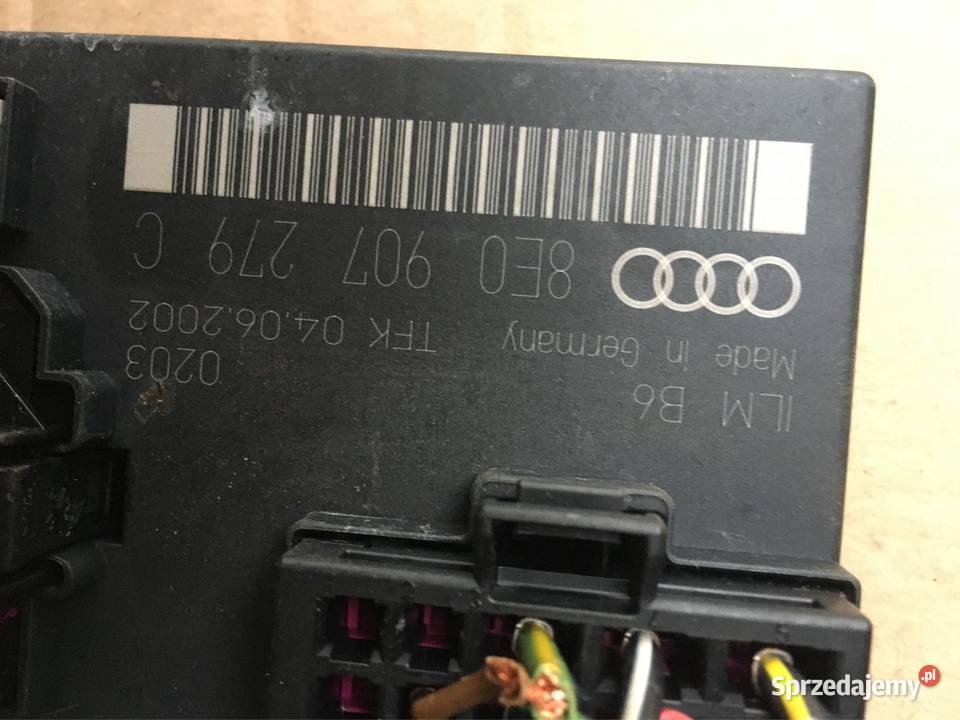 8E0 907 279 C
Made in Germany TFK 04.06.2002
ILM B6 0203
Sprzedajemy.pl